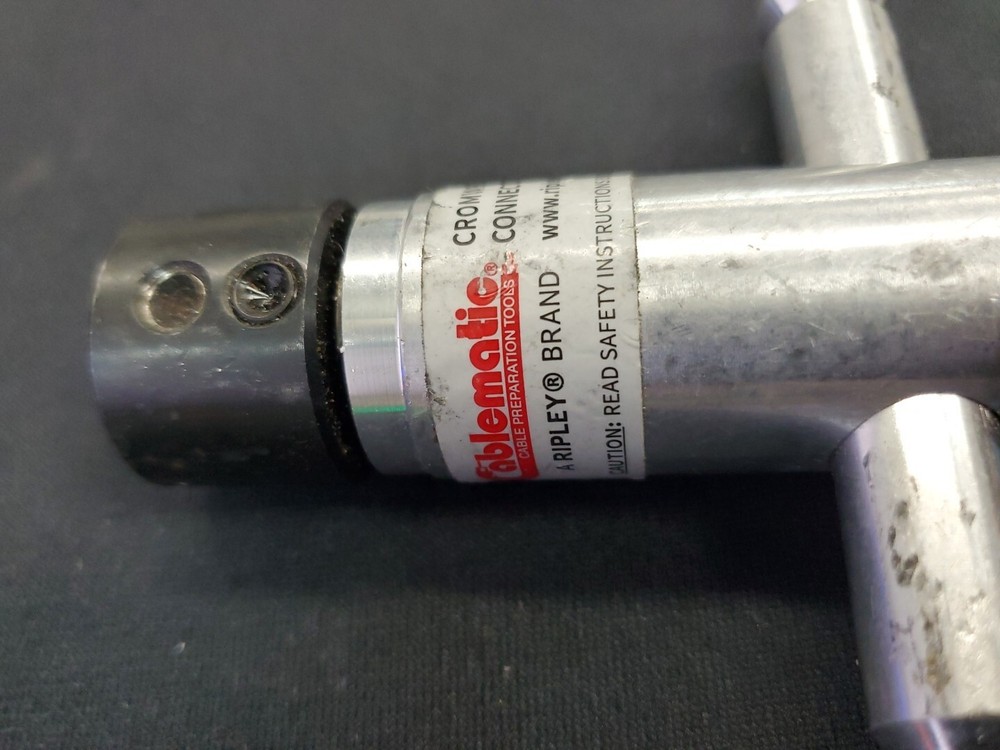 Cablematic®
CABLE PREPARATION TOOLS
A RIPLEY® BRAND
CAUTION: READ SAFETY INSTRUCTIONS